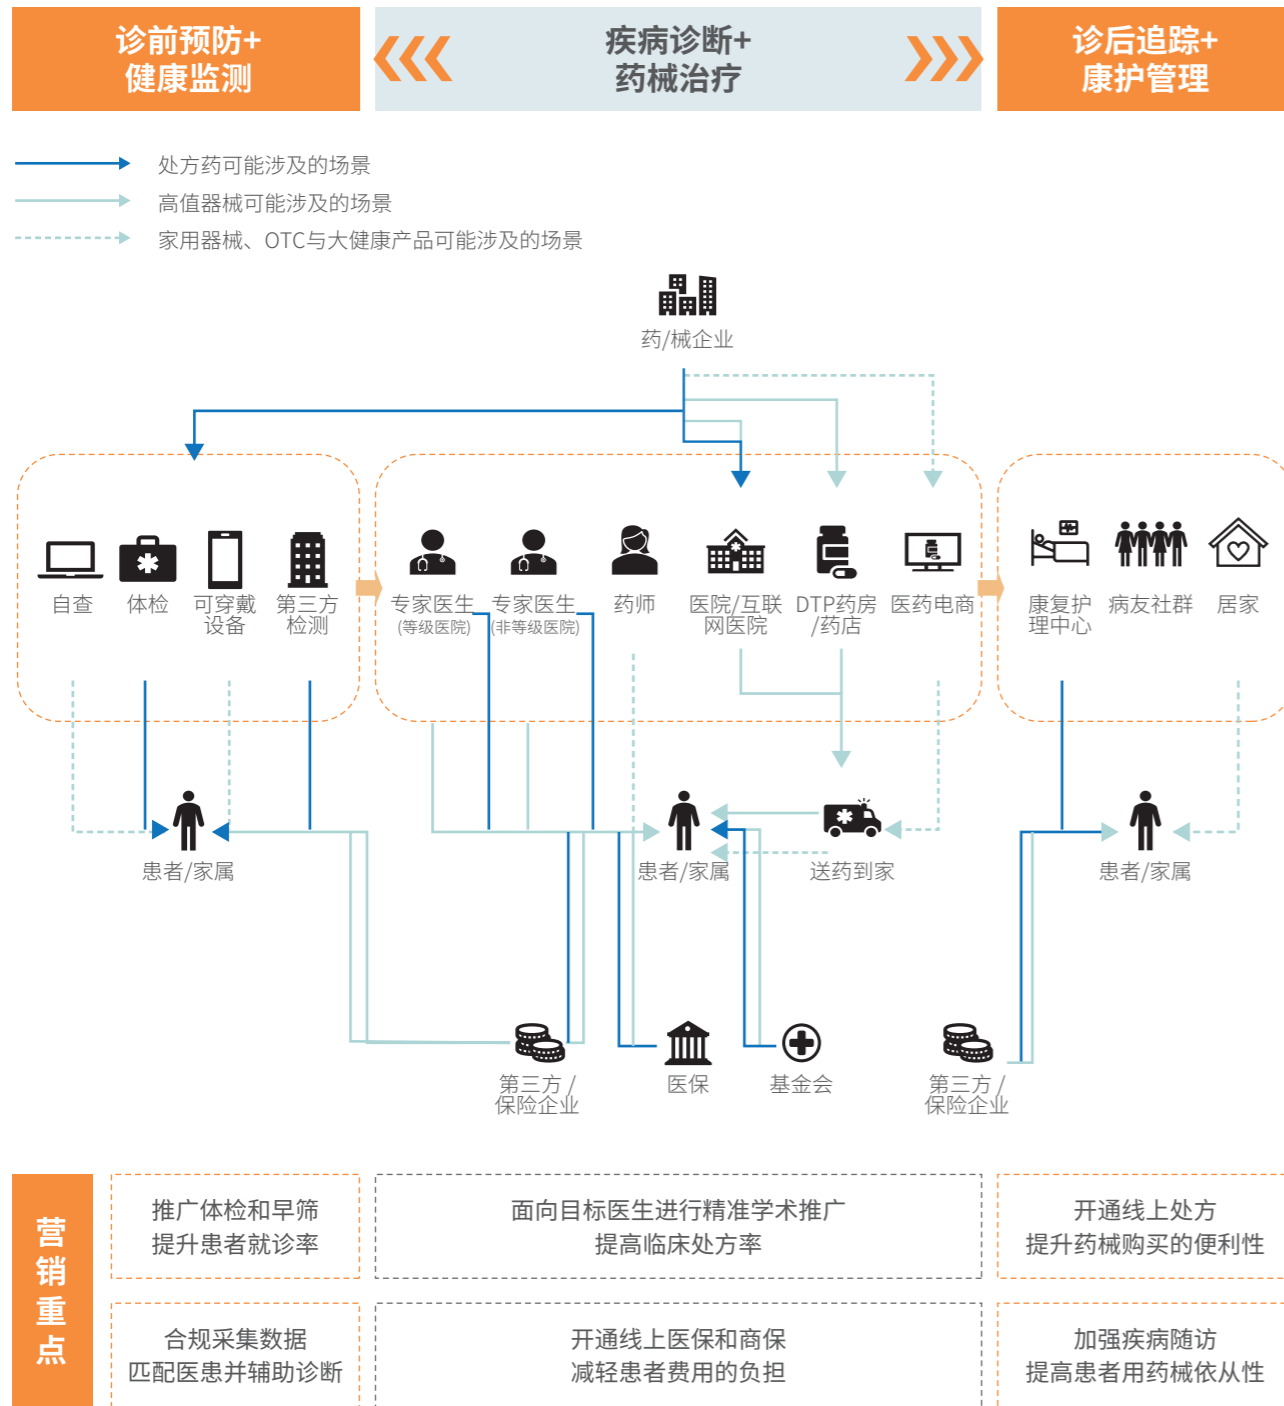 诊前预防+
健康监测
疾病诊断+
药械治疗
诊后追踪+
康护管理
处方药可能涉及的场景
高值器械可能涉及的场景
家用器械、OTC与大健康产品可能涉及的场景
药/械企业
自查
体检
可穿戴
设备
第三方
检测
专家医生
(等级医院)
专家医生
(非等级医院)
药师
医院/互联
网医院
DTP药房
/药店
医药电商
康复护
理中心
病友社群
居家
患者/家属
患者/家属
送药到家
患者/家属
第三方 /
保险企业
医保
基金会
第三方 /
保险企业
营销重点
推广体检和早筛
提升患者就诊率
面向目标医生进行精准学术推广
提高临床处方率
开通线上处方
提升药械购买的便利性
合规采集数据
匹配医患并辅助诊断
开通线上医保和商保
减轻患者费用的负担
加强疾病随访
提高患者用药械依从性